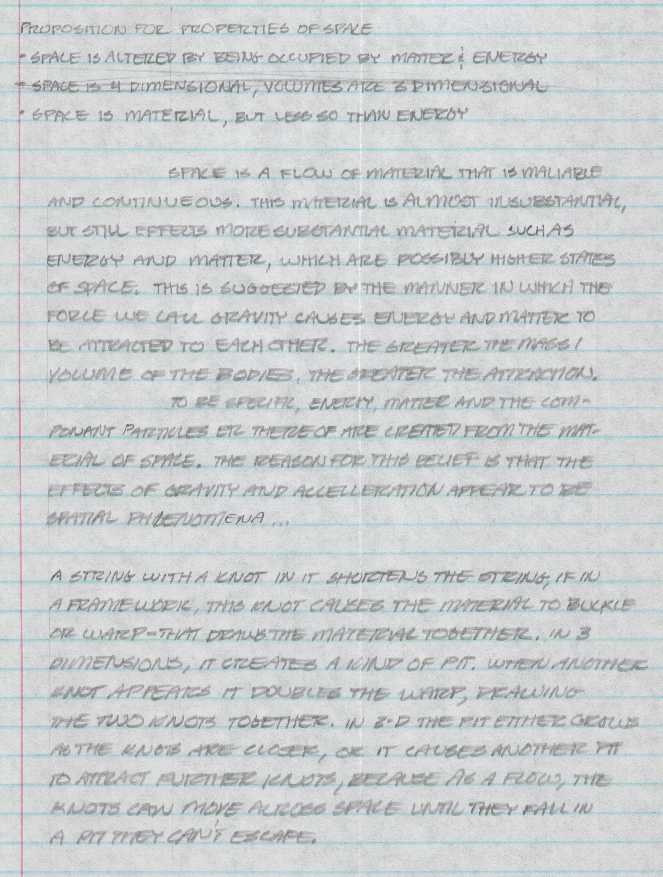 PROPOSITION FOR PROPERTIES OF SPACE
- SPACE IS ALTERED BY BEING OCCUPIED BY MATTER & ENERGY
- SPACE IS 4 DIMENSIONAL, VOLUMES ARE 3 DIMENSIONAL
• SPACE IS MATERIAL, BUT LESS SO THAN ENERGY
SPACE IS A FLOW OF MATERIAL THAT IS MALIABLE
AND CONTINUEOUS. THIS MATERIAL IS ALMOST INSUBSTANTIAL,
BUT STILL EFFECTS MORE SUBSTANTIAL MATERIAL SUCH AS
ENERGY AND MATTER, WHICH ARE POSSIBLY HIGHER STATES
OF SPACE. THIS IS SUGGESTED BY THE MANNER IN WHICH THE
FORCE WE CALL GRAVITY CAUSES ENERGY AND MATTER TO
BE ATTRACTED TO EACH OTHER. THE GREATER THE MASS /
VOLUME OF THE BODIES, THE GREATER THE ATTRACTION.
TO BE SPECIFIC, ENERGY, MATTER AND THE COM-
PONANT PARTICLES ETC THERE OF ARE CREATED FROM THE MAT-
ERIAL OF SPACE. THE REASON FOR THIS BELIEF IS THAT THE
EFFECTS OF GRAVITY AND ACCELLERATION APPEAR TO BE
SPATIAL PHENOMENA...
A STRING WITH A KNOT IN IT SHORTENS THE STRING, IF IN
A FRAMEWORK, THIS KNOT CAUSES THE MATERIAL TO BUCKLE
OR WARP - THAT DRAWS THE MATERIAL TOGETHER. IN 3
DIMENSIONS, IT CREATES A KIND OF PIT. WHEN ANOTHER
KNOT APPEARS IT DOUBLES THE WARP, DRAWING
THE TWO KNOTS TOGETHER. IN 3-D THE PIT EITHER GROWS
AS THE KNOTS ARE CLOSER, OR IT CAUSES ANOTHER PIT
TO ATTRACT FURTHER KNOTS, BECAUSE AS A FLOW, THE
KNOTS CAN MOVE ACROSS SPACE UNTIL THEY FALL IN
A PIT THEY CAN'T ESCAPE.